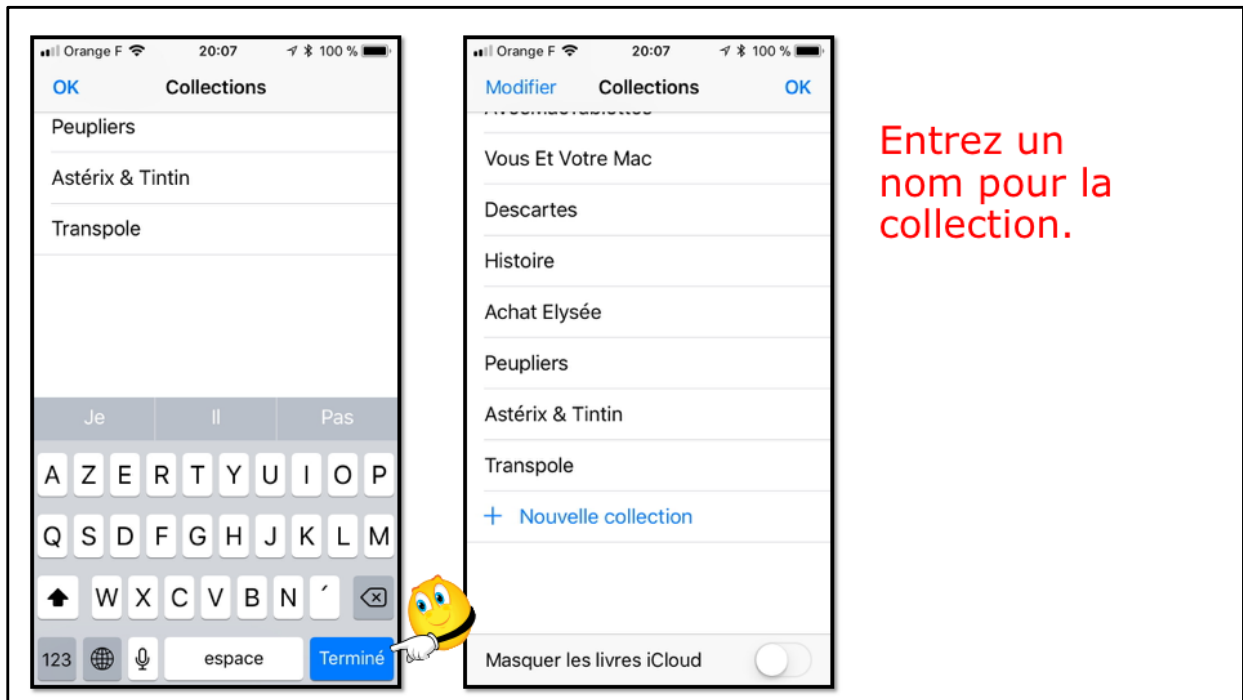 Orange F 20:07 100 %
OK Collections
Peupliers
Astérix & Tintin
Transpole
Je Il Pas
A Z E R T Y U I O P
Q S D F G H J K L M
W X C V B N ´
123 espace Terminé
Orange F 20:07 100 %
Modifier Collections OK
Vous Et Votre Mac
Descartes
Histoire
Achat Elysée
Peupliers
Astérix & Tintin
Transpole
+ Nouvelle collection
Masquer les livres iCloud
Entrez un
nom pour la
collection.